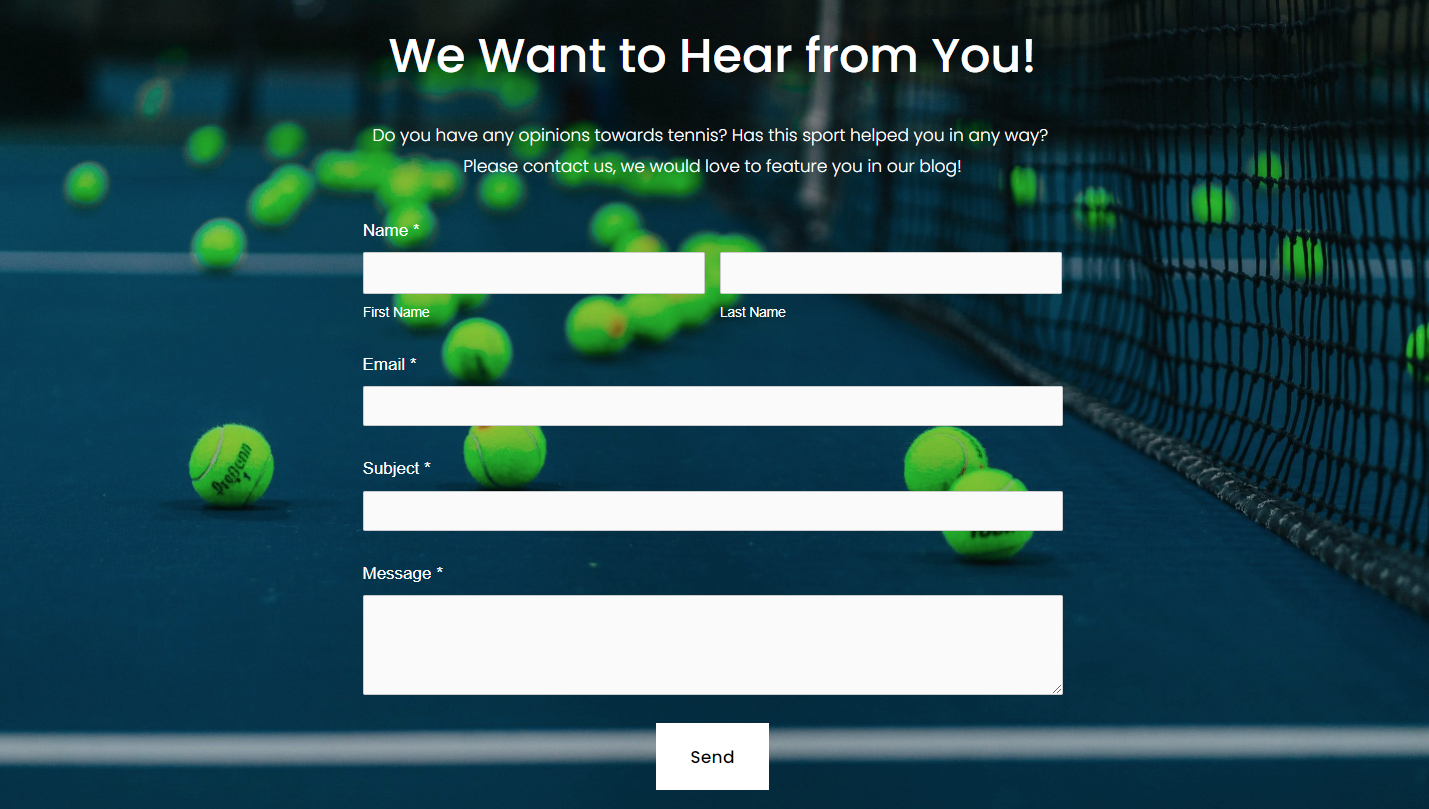 We Want to Hear from You!
Do you have any opinions towards tennis? Has this sport helped you in any way?
Please contact us, we would love to feature you in our blog!
Name *
First Name
Last Name
Email *
Subject *
Message *
Send